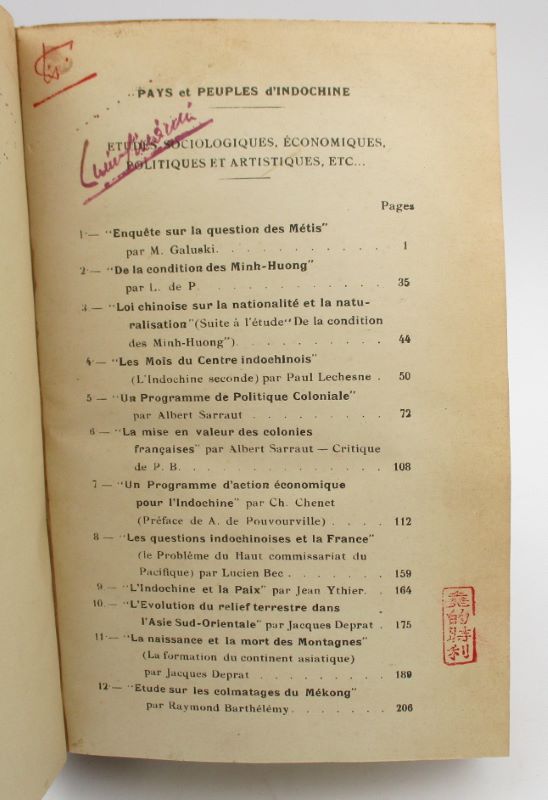 PAYS et PEUPLES d'INDOCHINE
ETUDES SOCIOLOGIQUES, ÉCONOMIQUES,
POLITIQUES ET ARTISTIQUES, ETC...
Pages
1 — "Enquête sur la question des Métis"
par M. Galuski. . . . . . . . . . . 1
2 — "De la condition des Minh-Huong"
par L. de P. . . . . . . . . . . 35
3 — "Loi chinoise sur la nationalité et la natu-
ralisation" (Suite à l'étude "De la condition
des Minh-Huong"). . . . . . . . . . 44
4 — "Les Moïs du Centre indochinois"
(L'Indochine seconde) par Paul Lechesne . 50
5 — "Un Programme de Politique Coloniale"
par Albert Sarraut . . . . . . . . . 72
6 — "La mise en valeur des colonies
françaises" par Albert Sarraut — Critique
de P. B. . . . . . . . . . . . 108
7 — "Un Programme d'action économique
pour l'Indochine" par Ch. Chenet
(Préface de A. de Pouvourville) . . . . 112
8 — "Les questions indochinoises et la France"
(le Problème du Haut commissariat du
Pacifique) par Lucien Bec . . . . . . . 159
9 — "L'Indochine et la Paix" par Jean Ythier. . 164
10. — "L'Evolution du relief terrestre dans
l'Asie Sud-Orientale" par Jacques Deprat . 175
11 — "La naissance et la mort des Montagnes"
(La formation du continent asiatique)
par Jacques Deprat . . . . . . . . . 189
12 — "Etude sur les colmatages du Mékong"
par Raymond Barthélémy. . . . . . . 206
的勝利